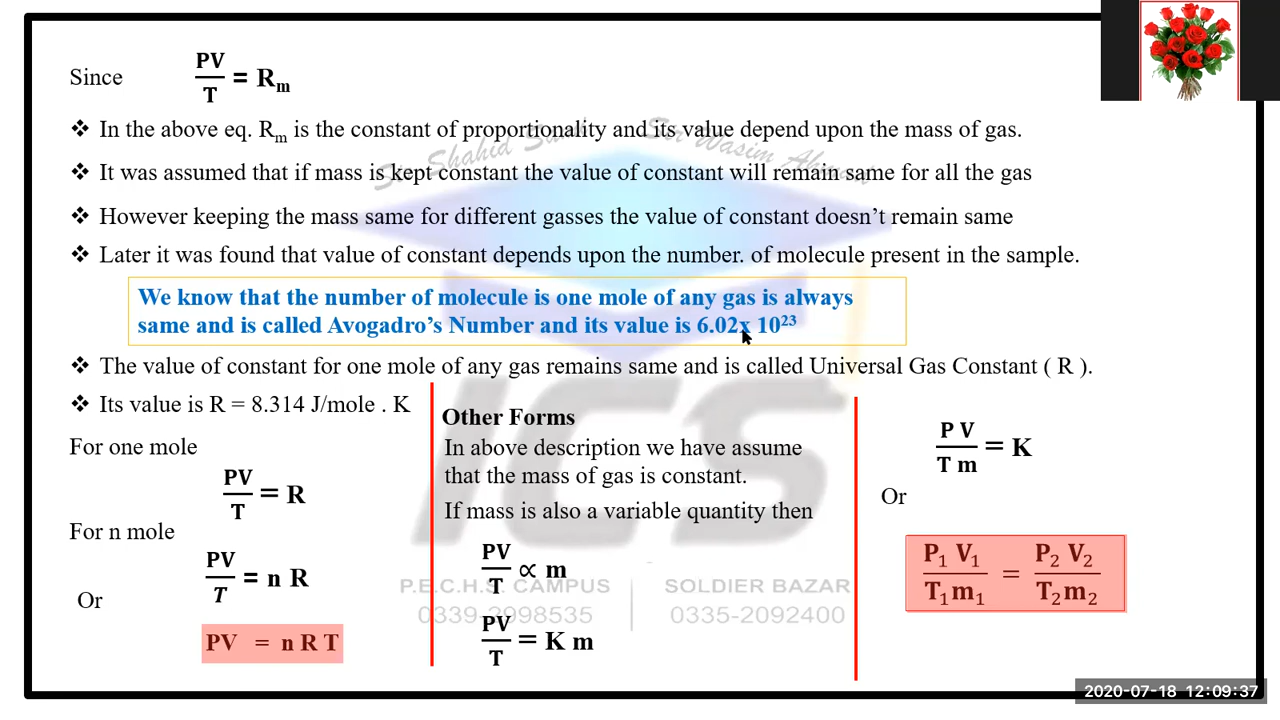 Since PV/T = Rₘ
❖ In the above eq. Rₘ is the constant of proportionality and its value depend upon the mass of gas.
❖ It was assumed that if mass is kept constant the value of constant will remain same for all the gas
❖ However keeping the mass same for different gasses the value of constant doesn't remain same
❖ Later it was found that value of constant depends upon the number. of molecule present in the sample.
We know that the number of molecule is one mole of any gas is always
same and is called Avogadro's Number and its value is 6.02x 10²³
❖ The value of constant for one mole of any gas remains same and is called Universal Gas Constant ( R ).
❖ Its value is R = 8.314 J/mole . K
For one mole
PV/T = R
For n mole
PV/T = n R
Or
PV = n R T
Other Forms
In above description we have assume
that the mass of gas is constant.
If mass is also a variable quantity then
PV/T ∝ m
PV/T = K m
P V/T m = K
Or
P₁ V₁/T₁m₁ = P₂ V₂/T₂m₂
Sir Shahid
Sir Wasim Ahmed
ICS
P.E.C.H.S. CAMPUS
0339-2998535
SOLDIER BAZAR
0335-2092400
2020-07-18 12:09:37